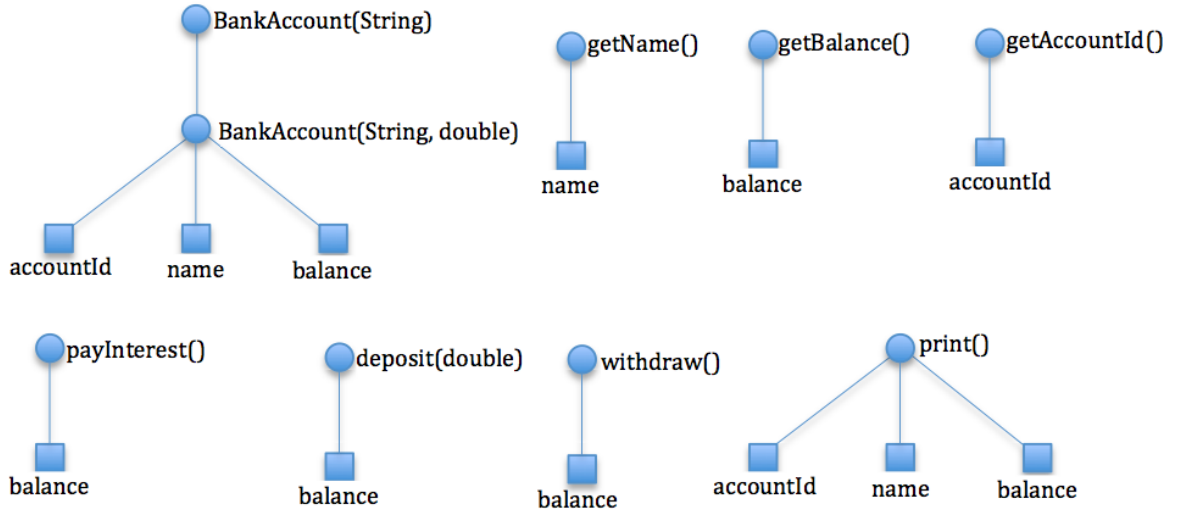 BankAccount(String)
getName()
getBalance()
getAccountId()
BankAccount(String, double)
name
balance
accountId
accountId
name
balance
payInterest()
deposit(double)
withdraw()
print()
balance
balance
balance
accountId
name
balance